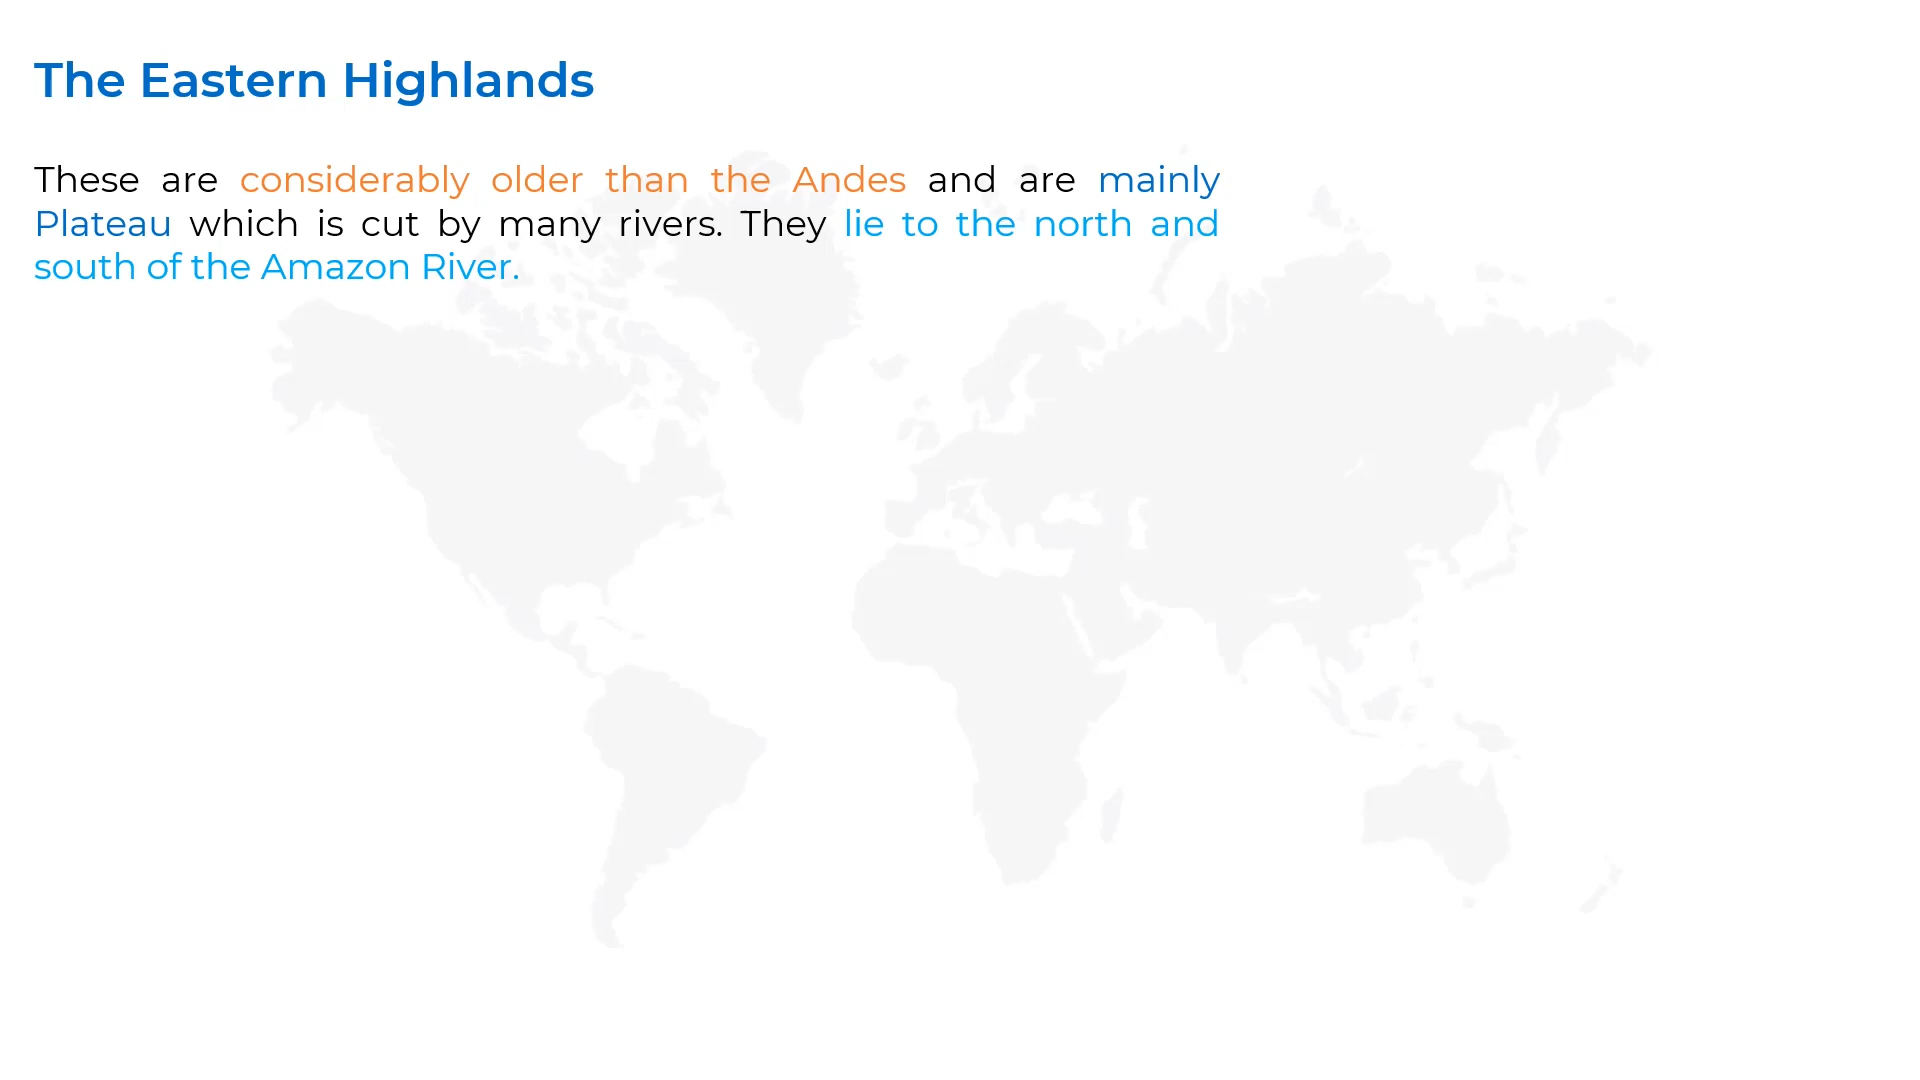 The Eastern Highlands
These are considerably older than the Andes and are mainly
Plateau which is cut by many rivers. They lie to the north and
south of the Amazon River.